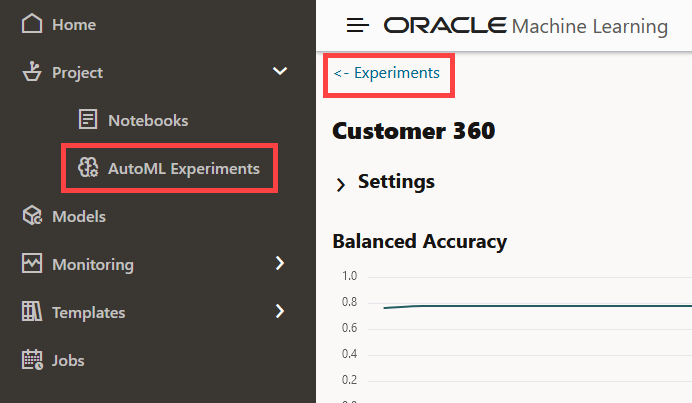 Home
Project
Notebooks
AutoML Experiments
Models
Monitoring
Templates
Jobs
ORACLE Machine Learning
<- Experiments
Customer 360
Settings
Balanced Accuracy
1.0
0.8
0.6
0.4
0.2